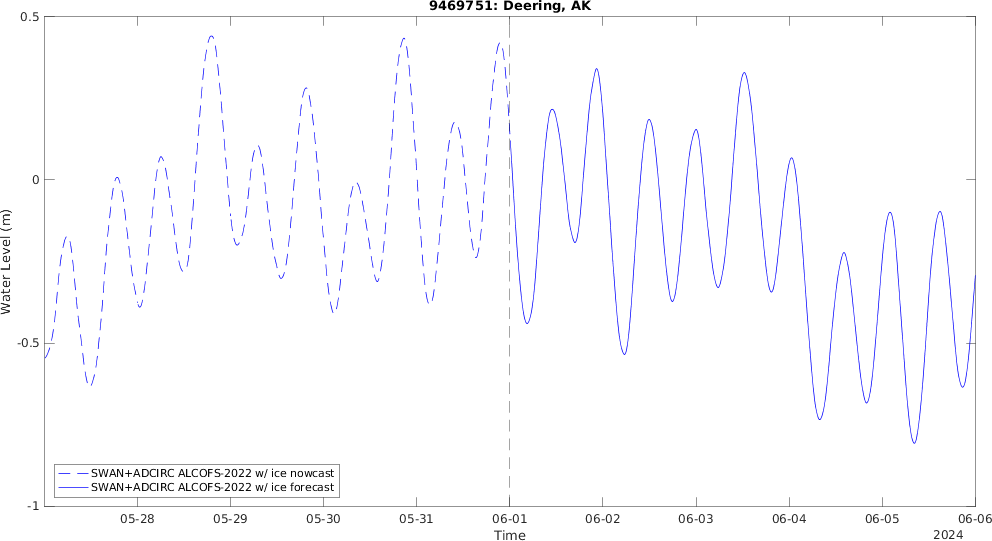 9469751: Deering, AK
0.5
0
-0.5
-1
Water Level (m)
SWAN+ADCIRC ALCOFS-2022 w/ ice nowcast
SWAN+ADCIRC ALCOFS-2022 w/ ice forecast
05-28 05-29 05-30 05-31 06-01 06-02 06-03 06-04 06-05 06-06
Time
2024